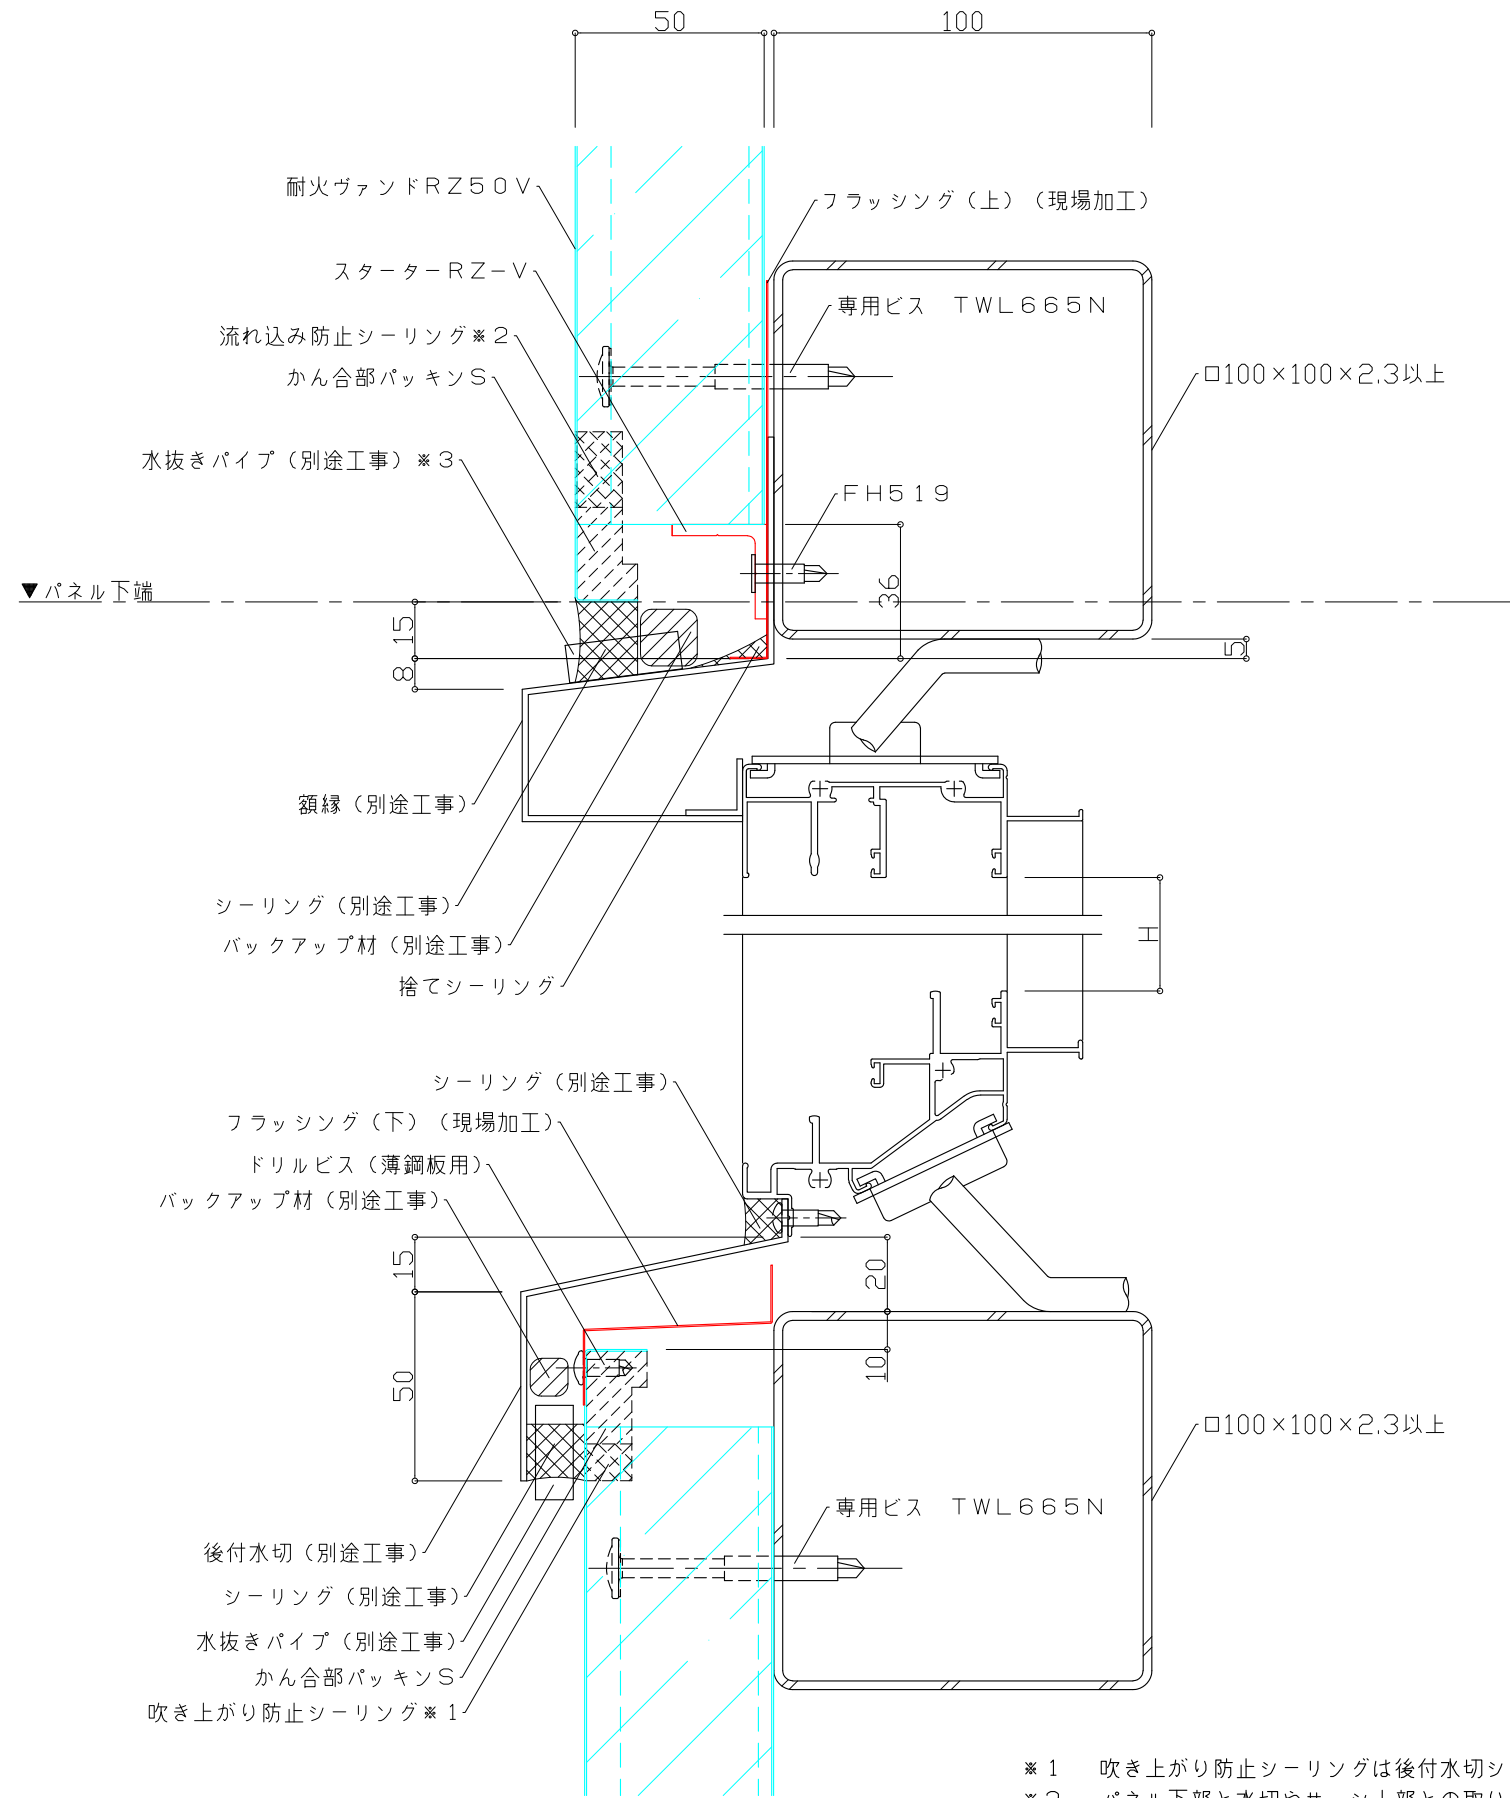 50
100
耐火ヴァンドRZ50V
フラッシング（上）（現場加工）
スターターRZ-V
専用ビス　TWL665N
流れ込み防止シーリング※2
かん合部パッキンS
□100×100×2.3以上
水抜きパイプ（別途工事）※3
FH519
36
▼パネル下端
15
5
8
額縁（別途工事）
シーリング（別途工事）
H
バックアップ材（別途工事）
捨てシーリング
シーリング（別途工事）
フラッシング（下）（現場加工）
ドリルビス（薄鋼板用）
バックアップ材（別途工事）
15
20
10
50
□100×100×2.3以上
専用ビス　TWL665N
後付水切（別途工事）
シーリング（別途工事）
水抜きパイプ（別途工事）
かん合部パッキンS
吹き上がり防止シーリング※1
※1　吹き上がり防止シーリングは後付水切シ